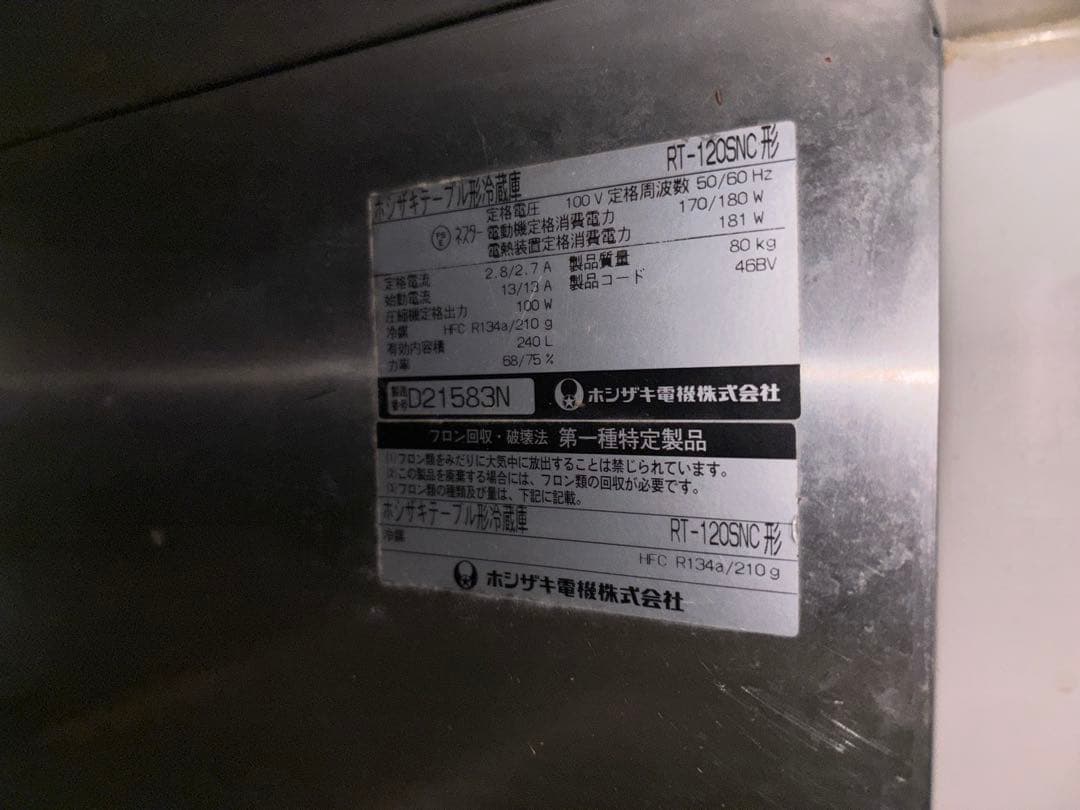 ホシザキテーブル形冷蔵庫 RT-120SNC形
PS E ネスター 定格電圧 100 V 定格周波数 50/60 Hz
電動機定格消費電力 170/180 W
電熱装置定格消費電力 181 W
定格電流 2.8/2.7 A 製品質量 80 kg
始動電流 13/13 A 製品コード 46BV
圧縮機定格出力 100 W
冷媒 HFC R134a/210 g
有効内容積 240 L
力率 68/75 %
製造番号 D21583N ホシザキ電機株式会社
フロン回収・破壊法 第一種特定製品
(1)フロン類をみだりに大気中に放出することは禁じられています。
(2)この製品を廃棄する場合には、フロン類の回収が必要です。
(3)フロン類の種類及び量は、下記に記載。
ホシザキテーブル形冷蔵庫 RT-120SNC形
冷媒 HFC R134a/210 g
ホシザキ電機株式会社